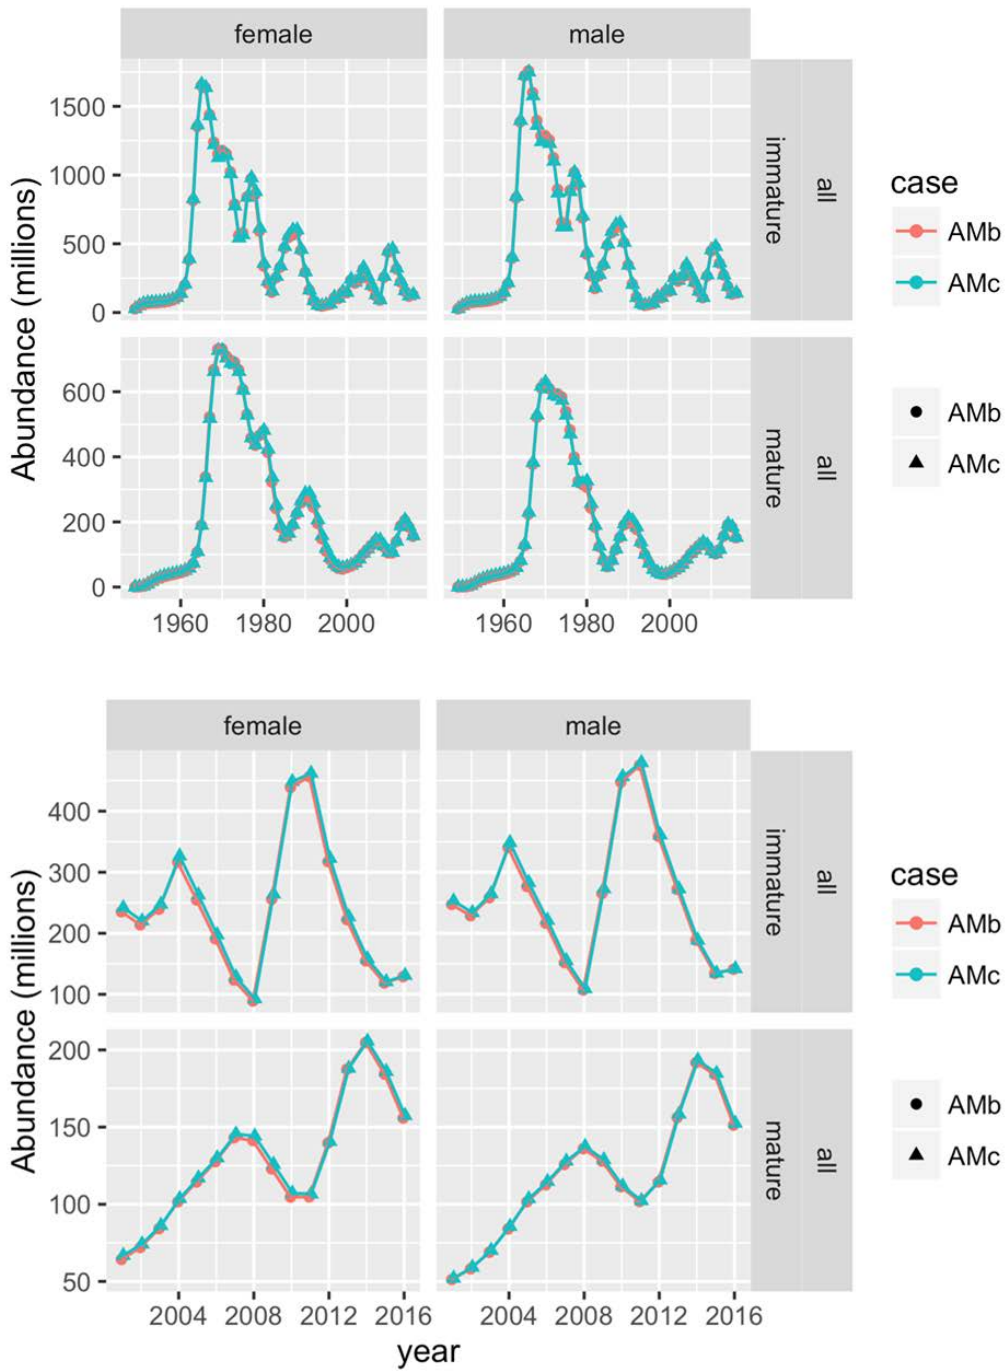 female male
Abundance (millions)
1500
1000
500
0
immature all
600
400
200
0
mature all
1960 1980 2000 1960 1980 2000
case
AMb
AMc
AMb
AMc
female male
Abundance (millions)
400
300
200
100
immature all
200
150
100
50
mature all
2004 2008 2012 2016 2004 2008 2012 2016
year
case
AMb
AMc
AMb
AMc